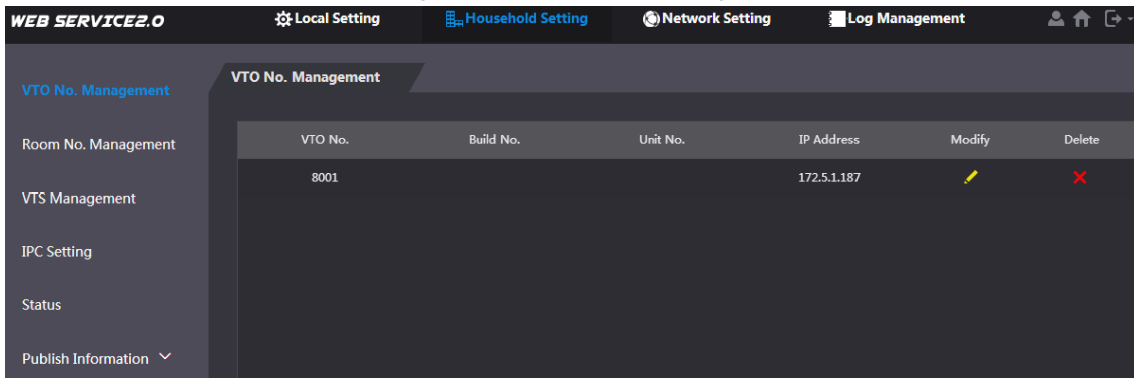 WEB SERVICE2.0 Local Setting Household Setting Network Setting Log Management
VTO No. Management
VTO No. Management
Room No. Management
VTS Management
IPC Setting
Status
Publish Information
VTO No. Build No. Unit No. IP Address Modify Delete
8001 172.5.1.187